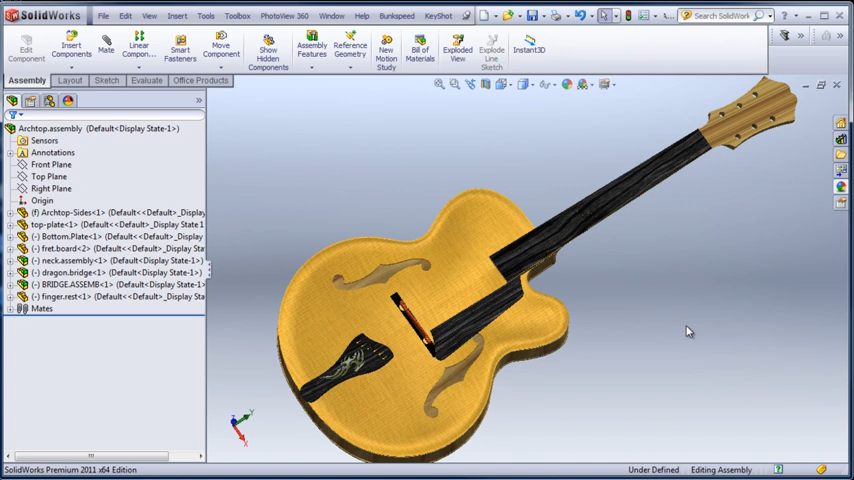 SolidWorks File Edit View Insert Tools Toolbox PhotoView 360 Window Help Bunkspeed KeyShot Search SolidWork
Edit Component Insert Components Mate Linear Compon... Smart Fasteners Move Component Show Hidden Components Assembly Features Reference Geometry New Motion Study Bill of Materials Exploded View Explode Line Sketch Instant3D
Assembly Layout Sketch Evaluate Office Products
Archtop.assembly (Default<Display State-1>)
Sensors
Annotations
Front Plane
Top Plane
Right Plane
Origin
(f) Archtop-Sides<1> (Default<<Default>_Display
top-plate<1> (Default<<Default>_Display State 1
(-) Bottom.Plate<1> (Default<<Default>_Display
(-) fret.board<2> (Default<<Default>_Display Sta
(-) neck.assembly<1> (Default<Display State-1>)
(-) dragon.bridge<1> (Default<Display State-1>)
(-) BRIDGE.ASSEMB<1> (Default<Display State-1>)
(-) finger.rest<1> (Default<<Default>_Display Sta
Mates
Z Y X
SolidWorks Premium 2011 x64 Edition Under Defined Editing Assembly